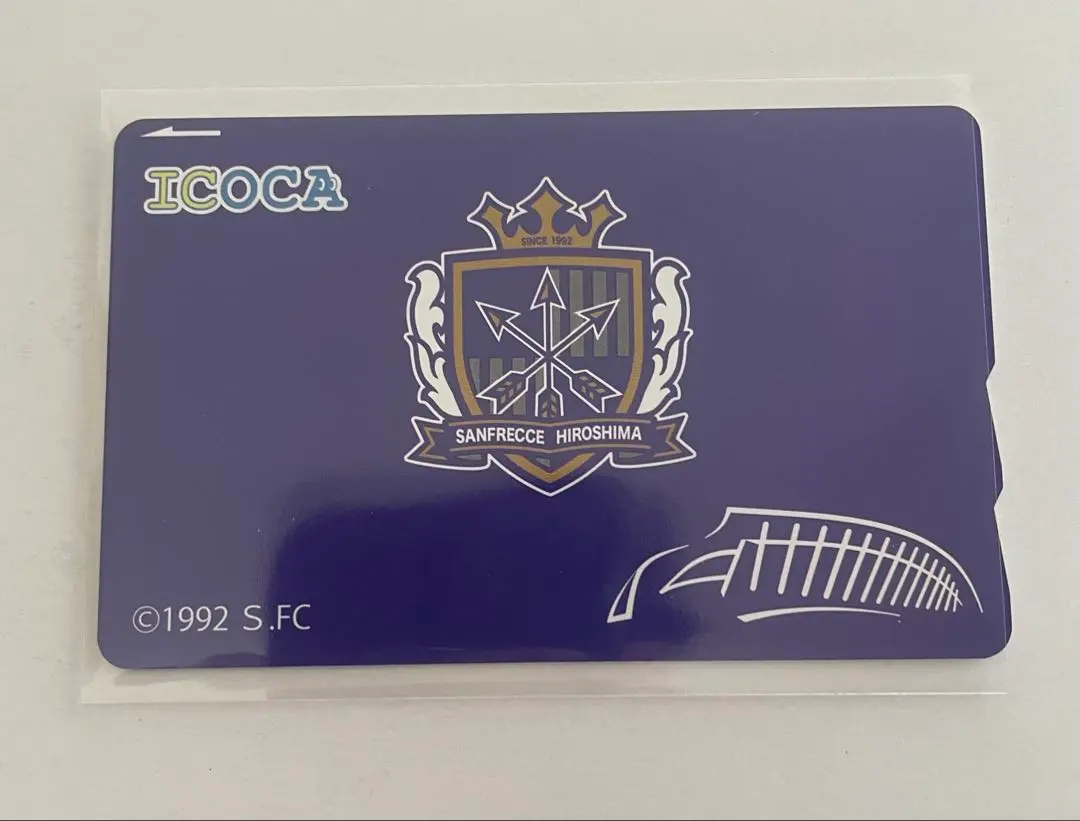 ICOCA
SINCE 1992
SANFRECCE HIROSHIMA
©1992 S.FC